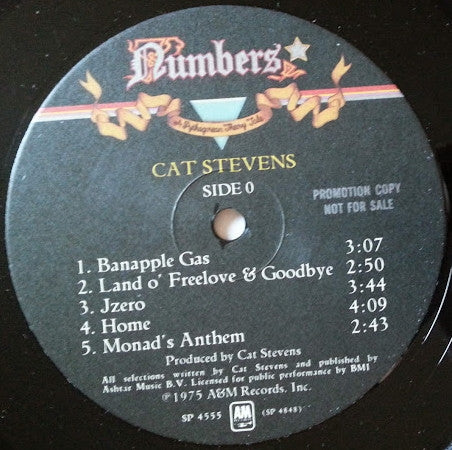 Numbers
A Pythagorean Theory Tale
CAT STEVENS
SIDE 0
PROMOTION COPY
NOT FOR SALE
1. Banapple Gas 3:07
2. Land o' Freelove & Goodbye 2:50
3. Jzero 3:44
4. Home 4:09
5. Monad's Anthem 2:43
Produced by Cat Stevens
All selections written by Cat Stevens and published by
Ashtar Music B.V. Licensed for public performance by BMI
℗1975 A&M Records, Inc.
SP 4555 A&M RECORDS (SP 4848)